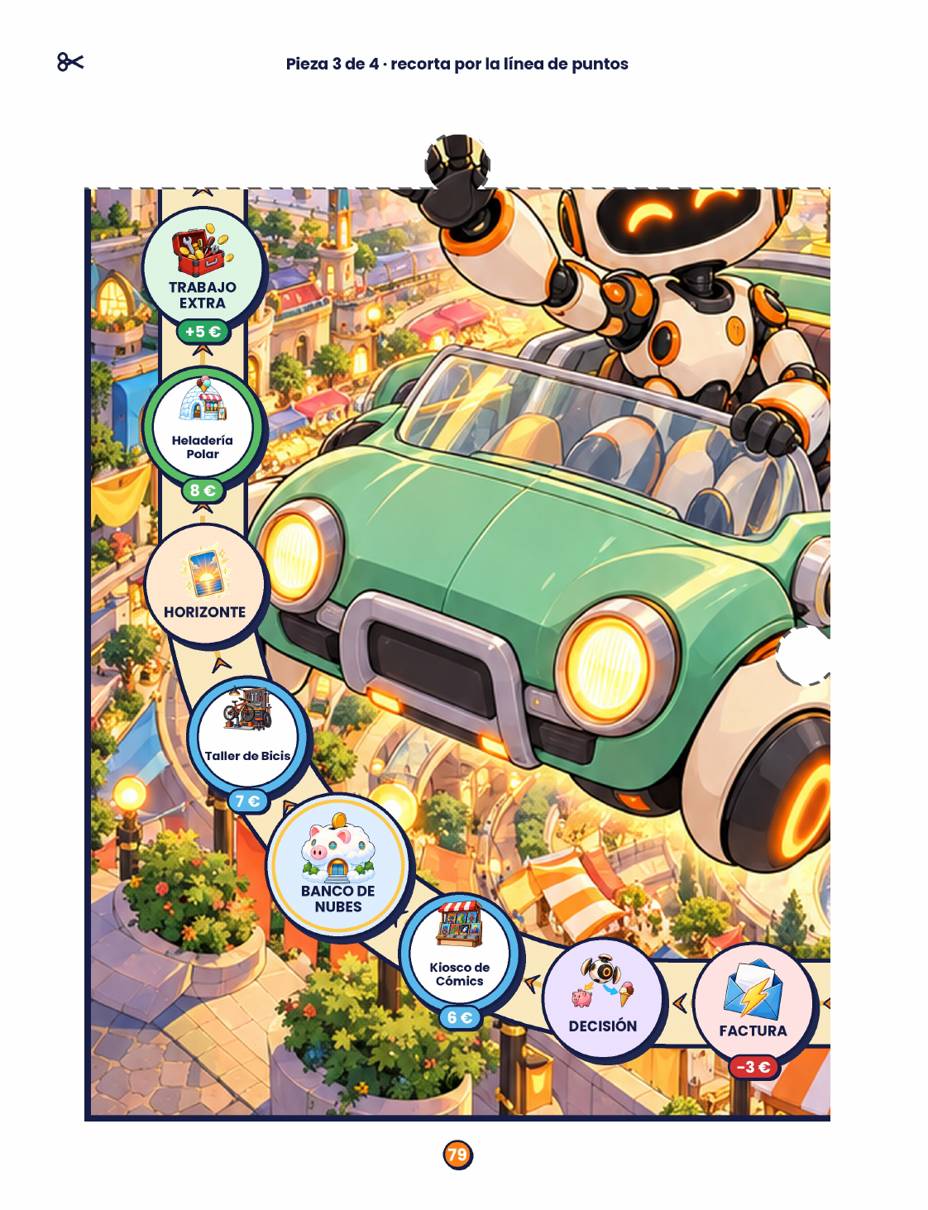 Pieza 3 de 4 · recorta por la línea de puntos
TRABAJO
EXTRA
+5 €
Heladería
Polar
8 €
HORIZONTE
Taller de Bicis
7 €
BANCO DE
NUBES
Kiosco de
Cómics
6 €
DECISIÓN
FACTURA
-3 €
79